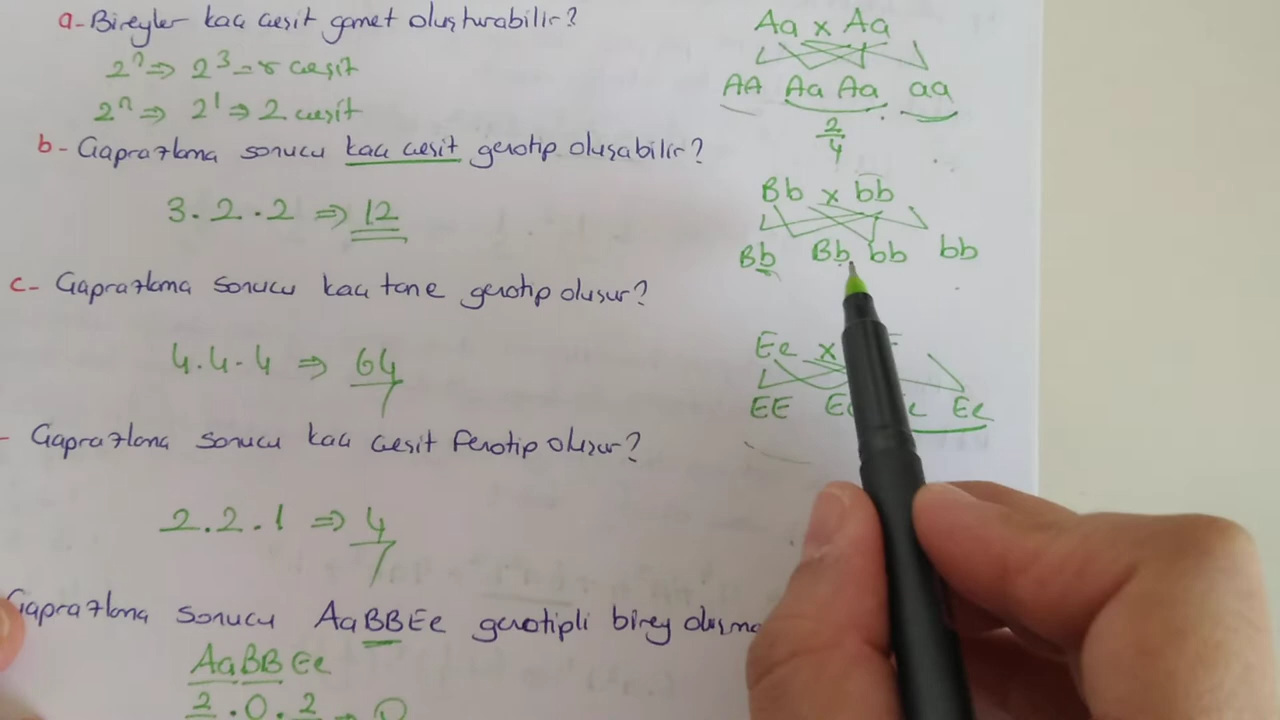 a- Bireyler kaç çeşit gamet oluşturabilir?
2ⁿ ⇒ 2³ = 8 çeşit
2ⁿ ⇒ 2¹ ⇒ 2 çeşit
b- Çaprazlama sonucu kaç çeşit genotip oluşabilir?
3.2.2 ⇒ 12
c- Çaprazlama sonucu kaç tane genotip oluşur?
4.4.4 ⇒ 64
- Çaprazlama sonucu kaç çeşit fenotip oluşur?
2.2.1 ⇒ 4
Çaprazlama sonucu AaBBEe genotipli birey oluşma
AaBBEe
2.0.2 → 0
Aa x Aa
AA Aa Aa aa
2/4
Bb x bb
Bb Bb bb bb
Ee x
EE Ee